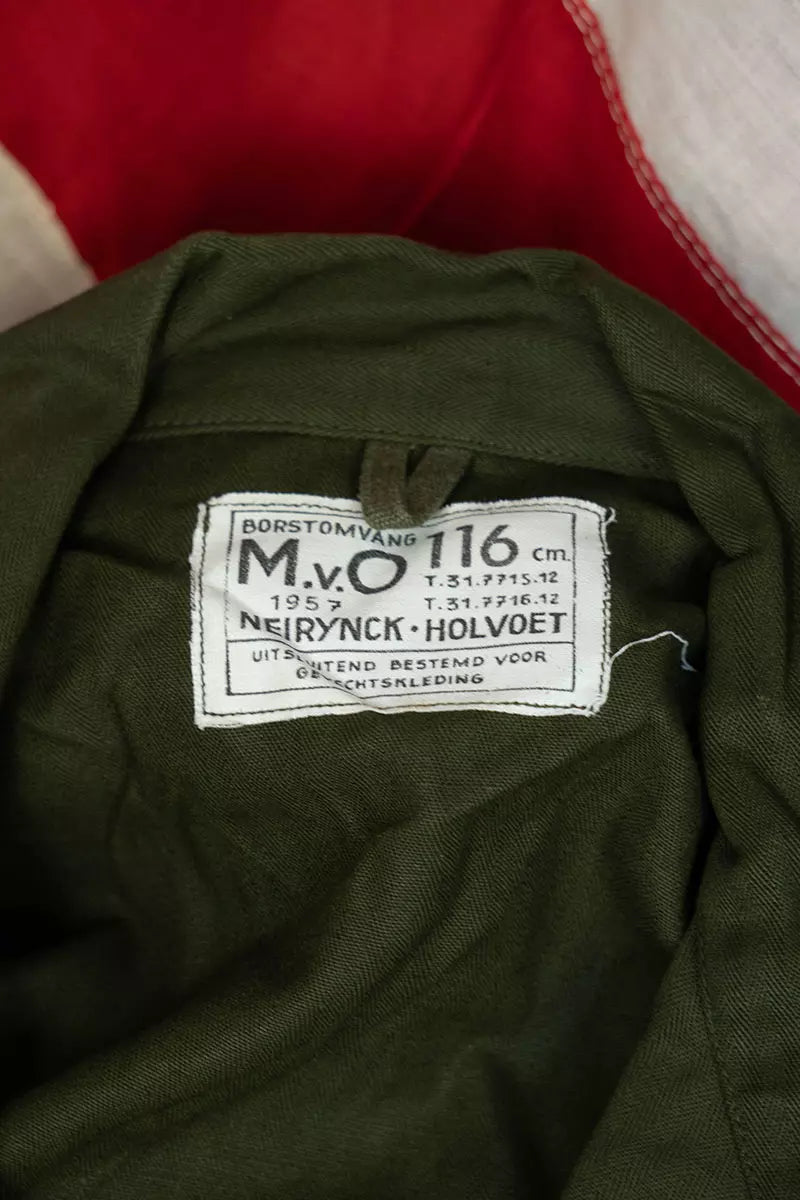 BORSTOMVANG
M.v.O 116 cm.
1957 T.31.7715.12
T.31.7716.12
NEIRYNCK·HOLVOET
UITSLUITEND BESTEMD VOOR
GEVECHTSKLEDING